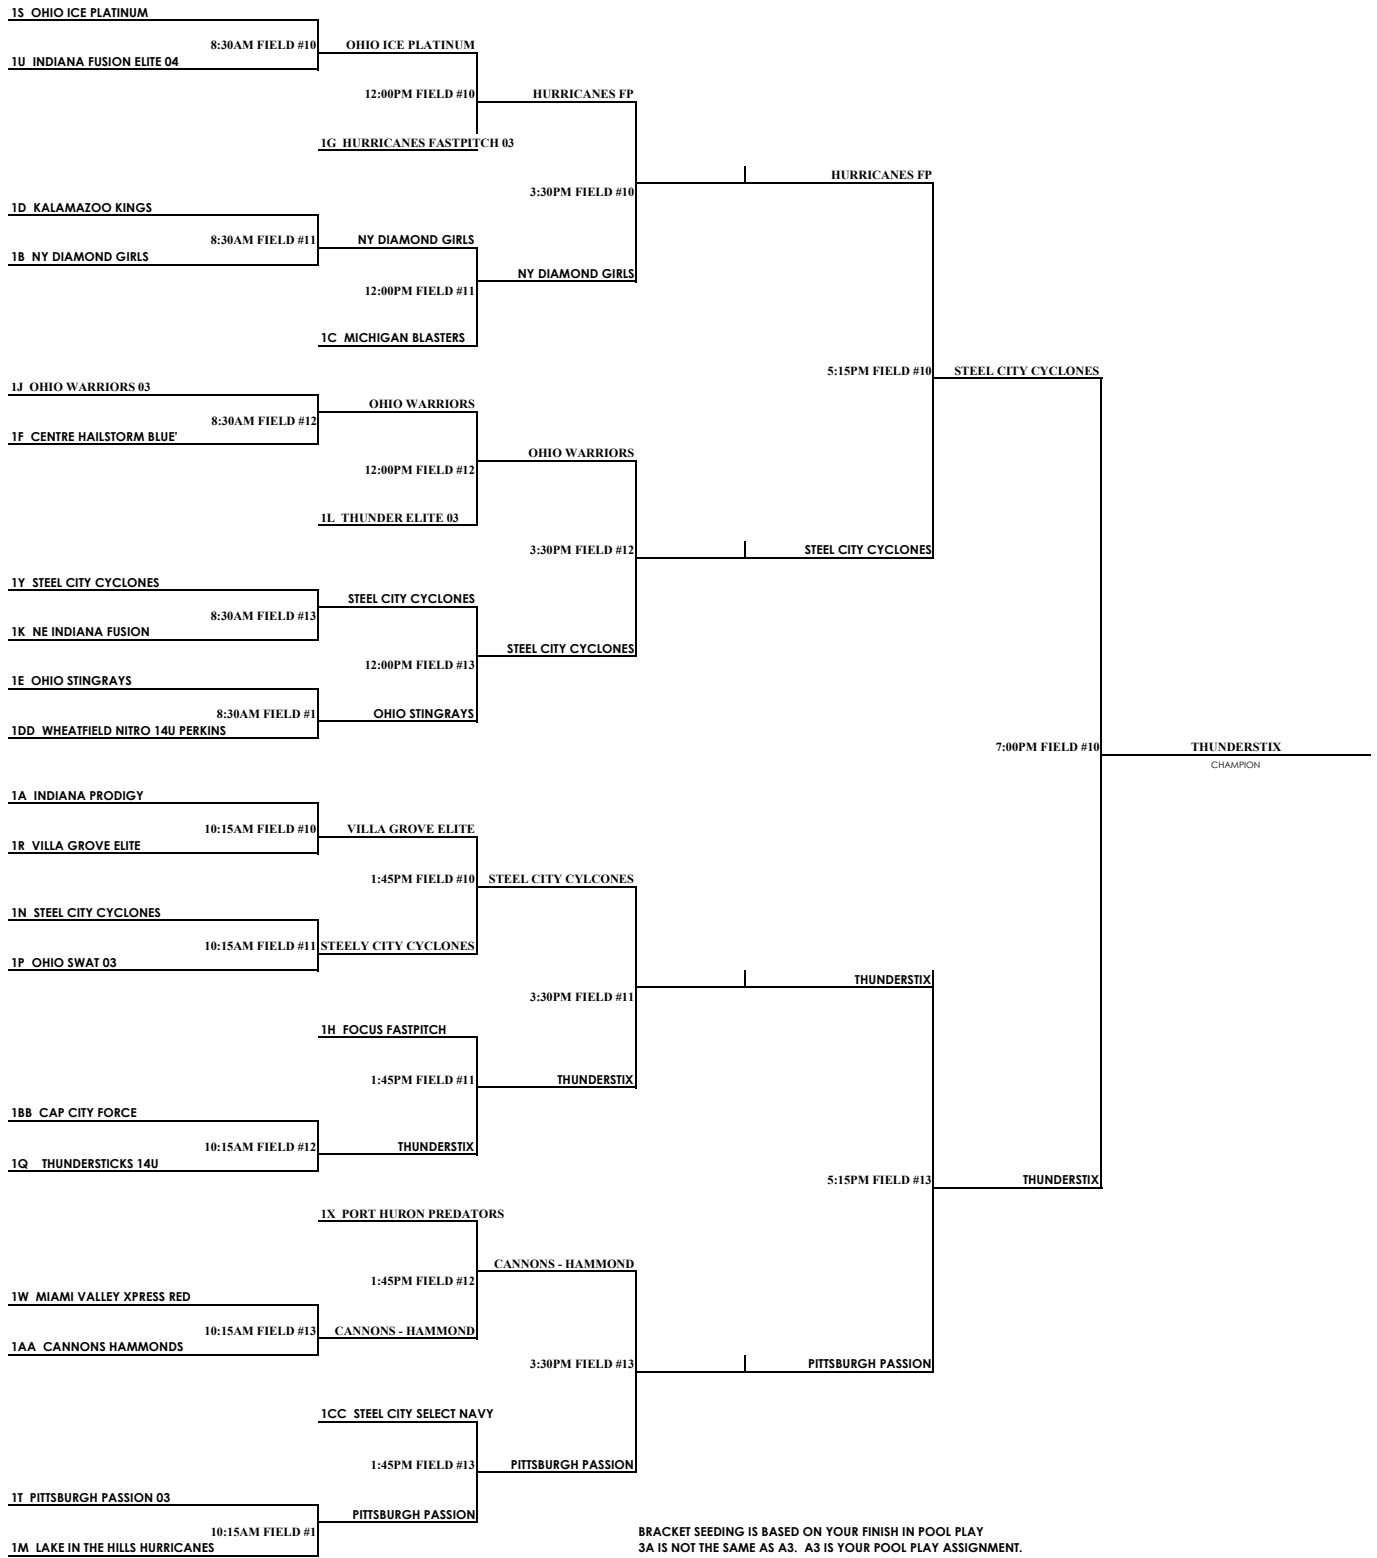 1S  OHIO ICE PLATINUM
8:30AM FIELD #10
OHIO ICE PLATINUM
1U  INDIANA FUSION ELITE 04
12:00PM FIELD #10
HURRICANES FP
1G  HURRICANES FASTPITCH 03
HURRICANES FP
3:30PM FIELD #10
1D  KALAMAZOO KINGS
8:30AM FIELD #11
NY DIAMOND GIRLS
1B  NY DIAMOND GIRLS
NY DIAMOND GIRLS
12:00PM FIELD #11
1C  MICHIGAN BLASTERS
5:15PM FIELD #10
STEEL CITY CYCLONES
1J  OHIO WARRIORS 03
OHIO WARRIORS
8:30AM FIELD #12
1F  CENTRE HAILSTORM BLUE'
OHIO WARRIORS
12:00PM FIELD #12
1L  THUNDER ELITE 03
3:30PM FIELD #12
STEEL CITY CYCLONES
1Y  STEEL CITY CYCLONES
STEEL CITY CYCLONES
8:30AM FIELD #13
1K  NE INDIANA FUSION
STEEL CITY CYCLONES
12:00PM FIELD #13
1E  OHIO STINGRAYS
8:30AM FIELD #1
OHIO STINGRAYS
1DD  WHEATFIELD NITRO 14U PERKINS
7:00PM FIELD #10
THUNDERSTIX
CHAMPION
1A  INDIANA PRODIGY
10:15AM FIELD #10
VILLA GROVE ELITE
1R  VILLA GROVE ELITE
1:45PM FIELD #10
STEEL CITY CYLCONES
1N  STEEL CITY CYCLONES
10:15AM FIELD #11
STEELY CITY CYCLONES
1P  OHIO SWAT 03
THUNDERSTIX
3:30PM FIELD #11
1H  FOCUS FASTPITCH
1:45PM FIELD #11
THUNDERSTIX
1BB  CAP CITY FORCE
10:15AM FIELD #12
THUNDERSTIX
1Q  THUNDERSTICKS 14U
5:15PM FIELD #13
THUNDERSTIX
1X  PORT HURON PREDATORS
CANNONS - HAMMOND
1:45PM FIELD #12
1W  MIAMI VALLEY XPRESS RED
10:15AM FIELD #13
CANNONS - HAMMOND
1AA  CANNONS HAMMONDS
3:30PM FIELD #13
PITTSBURGH PASSION
1CC  STEEL CITY SELECT NAVY
1:45PM FIELD #13
PITTSBURGH PASSION
1T  PITTSBURGH PASSION 03
PITTSBURGH PASSION
10:15AM FIELD #1
1M  LAKE IN THE HILLS HURRICANES
BRACKET SEEDING IS BASED ON YOUR FINISH IN POOL PLAY
3A IS NOT THE SAME AS A3.  A3 IS YOUR POOL PLAY ASSIGNMENT.